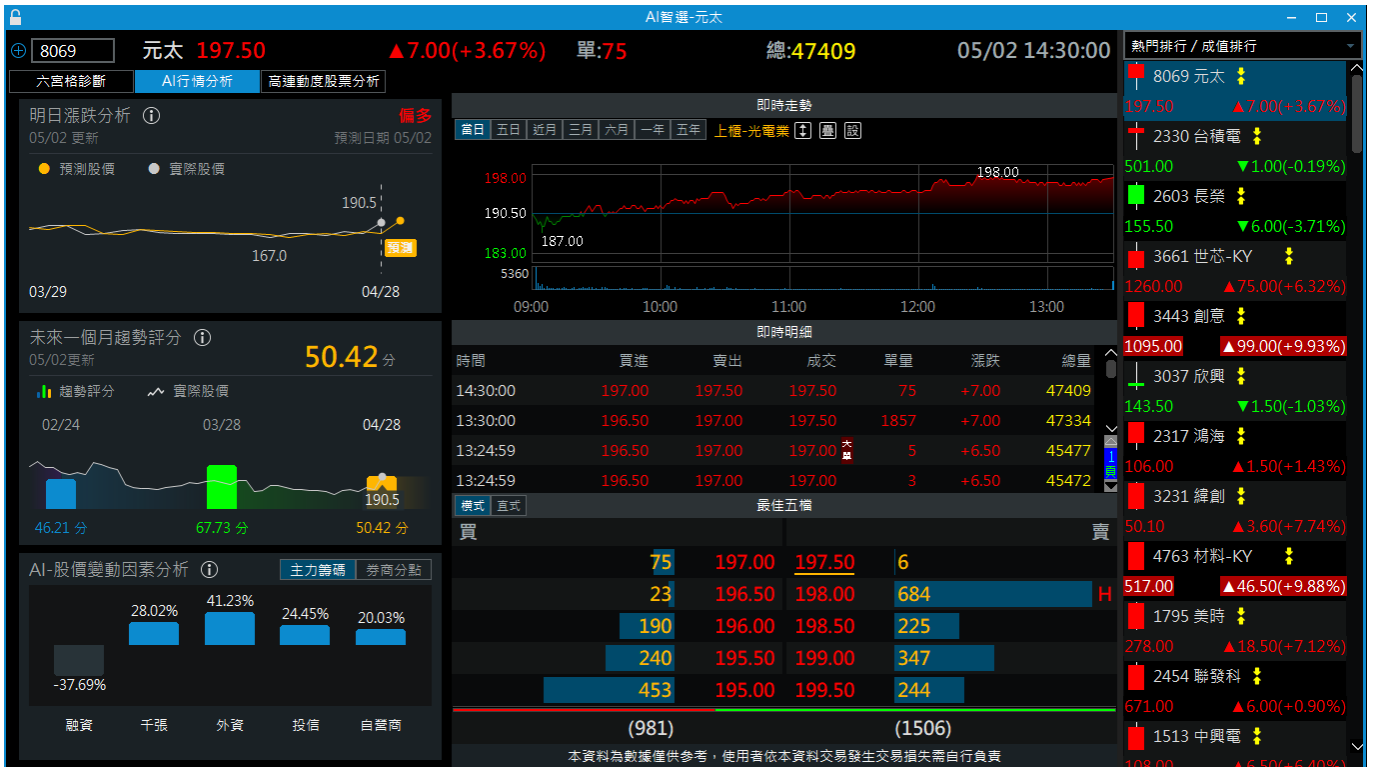 AI智選-元太
8069 元太 197.50 ▲7.00(+3.67%) 單:75 總:47409 05/02 14:30:00
六宮格診斷 AI行情分析 高連動度股票分析
明日漲跌分析 偏多
05/02 更新 預測日期 05/02
預測股價 實際股價
190.5
預測
167.0
03/29 04/28
未來一個月趨勢評分 50.42 分
05/02更新
趨勢評分 實際股價
02/24 03/28 04/28
190.5
46.21 分 67.73 分 50.42 分
AI-股價變動因素分析 主力籌碼 券商分點
28.02% 41.23% 24.45% 20.03%
-37.69%
融資 千張 外資 投信 自營商
即時走勢
當日 五日 近月 三月 六月 一年 五年 上櫃-光電業 疊 設
198.00 198.00
190.50
187.00
183.00
5360
09:00 10:00 11:00 12:00 13:00
即時明細
時間 買進 賣出 成交 單量 漲跌 總量
14:30:00 197.00 197.50 197.50 75 +7.00 47409
13:30:00 196.50 197.00 197.50 1857 +7.00 47334
13:24:59 196.50 197.00 197.00 大單 5 +6.50 45477
13:24:59 196.50 197.00 197.00 3 +6.50 45472
1頁
橫式 直式 最佳五檔
買 賣
75 197.00 197.50 6
23 196.50 198.00 684 H
190 196.00 198.50 225
240 195.50 199.00 347
453 195.00 199.50 244
(981) (1506)
本資料為數據僅供參考，使用者依本資料交易發生交易損失需自行負責
熱門排行 / 成值排行
8069 元太
197.50 ▲7.00(+3.67%)
2330 台積電
501.00 ▼1.00(-0.19%)
2603 長榮
155.50 ▼6.00(-3.71%)
3661 世芯-KY
1260.00 ▲75.00(+6.32%)
3443 創意
1095.00 ▲99.00(+9.93%)
3037 欣興
143.50 ▼1.50(-1.03%)
2317 鴻海
106.00 ▲1.50(+1.43%)
3231 緯創
50.10 ▲3.60(+7.74%)
4763 材料-KY
517.00 ▲46.50(+9.88%)
1795 美時
278.00 ▲18.50(+7.12%)
2454 聯發科
671.00 ▲6.00(+0.90%)
1513 中興電
108.00 ▲6.50(+6.40%)